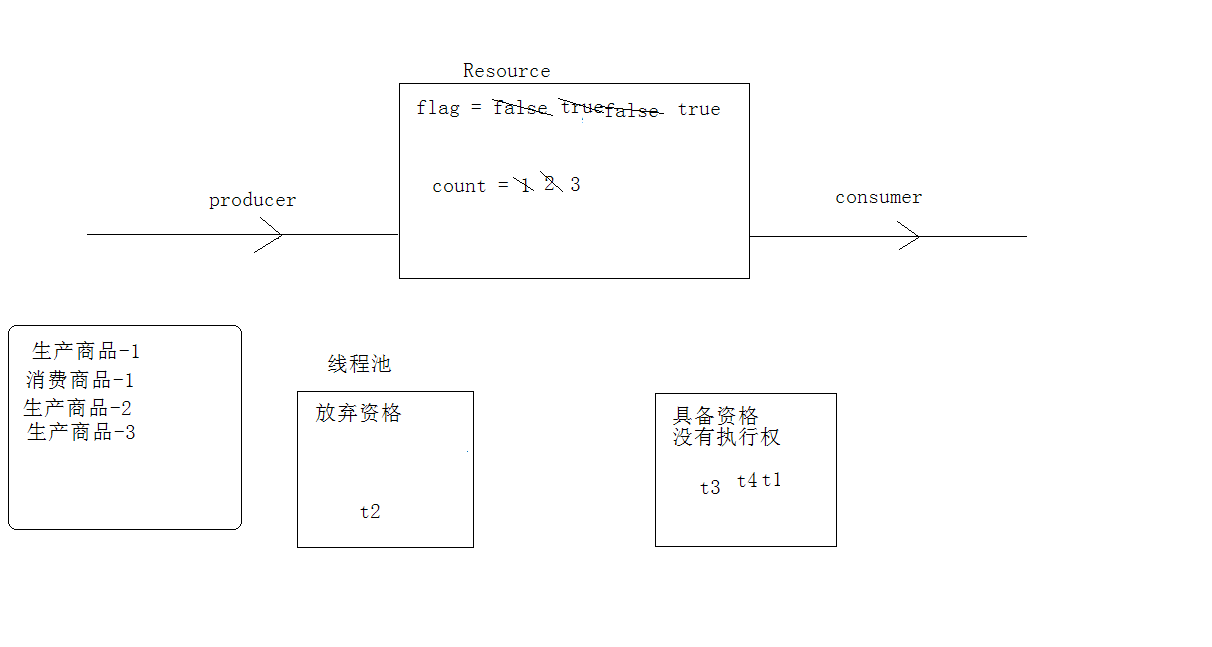 Resource
flag = false true false true
count = 1 2 3
producer
consumer
生产商品-1
消费商品-1
生产商品-2
生产商品-3
线程池
放弃资格
t2
具备资格
没有执行权
t3 t4 t1